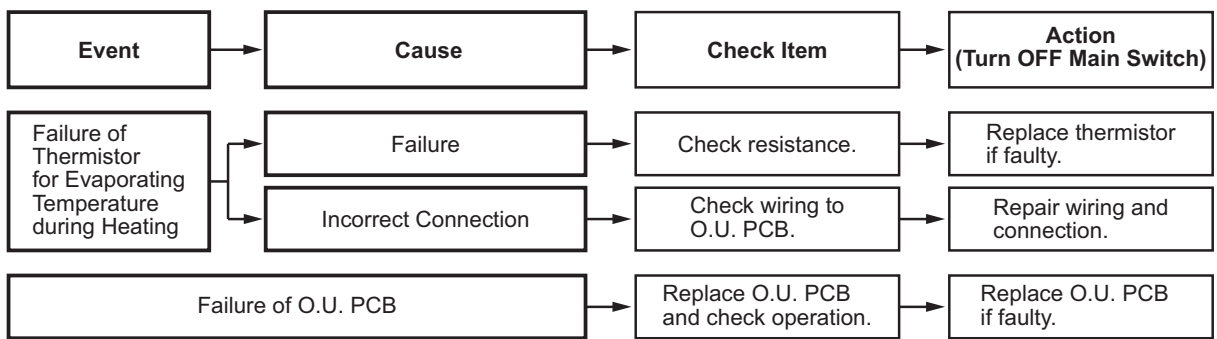 Event
Cause
Check Item
Action
(Turn OFF Main Switch)
Failure of
Thermistor
for Evaporating
Temperature
during Heating
Failure
Check resistance.
Replace thermistor
if faulty.
Incorrect Connection
Check wiring to
O.U. PCB.
Repair wiring and
connection.
Failure of O.U. PCB
Replace O.U. PCB
and check operation.
Replace O.U. PCB
if faulty.